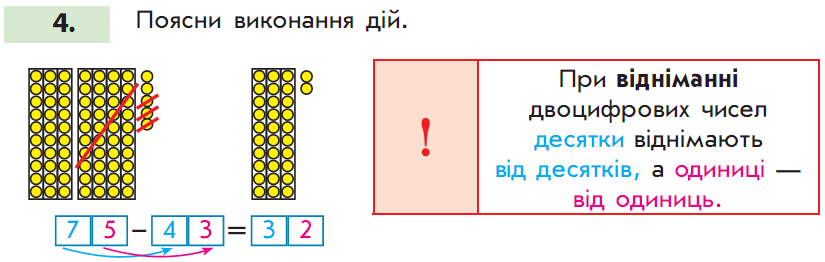 4. Поясни виконання дій.
!
При відніманні
двоцифрових чисел
десятки віднімають
від десятків, а одиниці —
від одиниць.
75 – 43 = 32